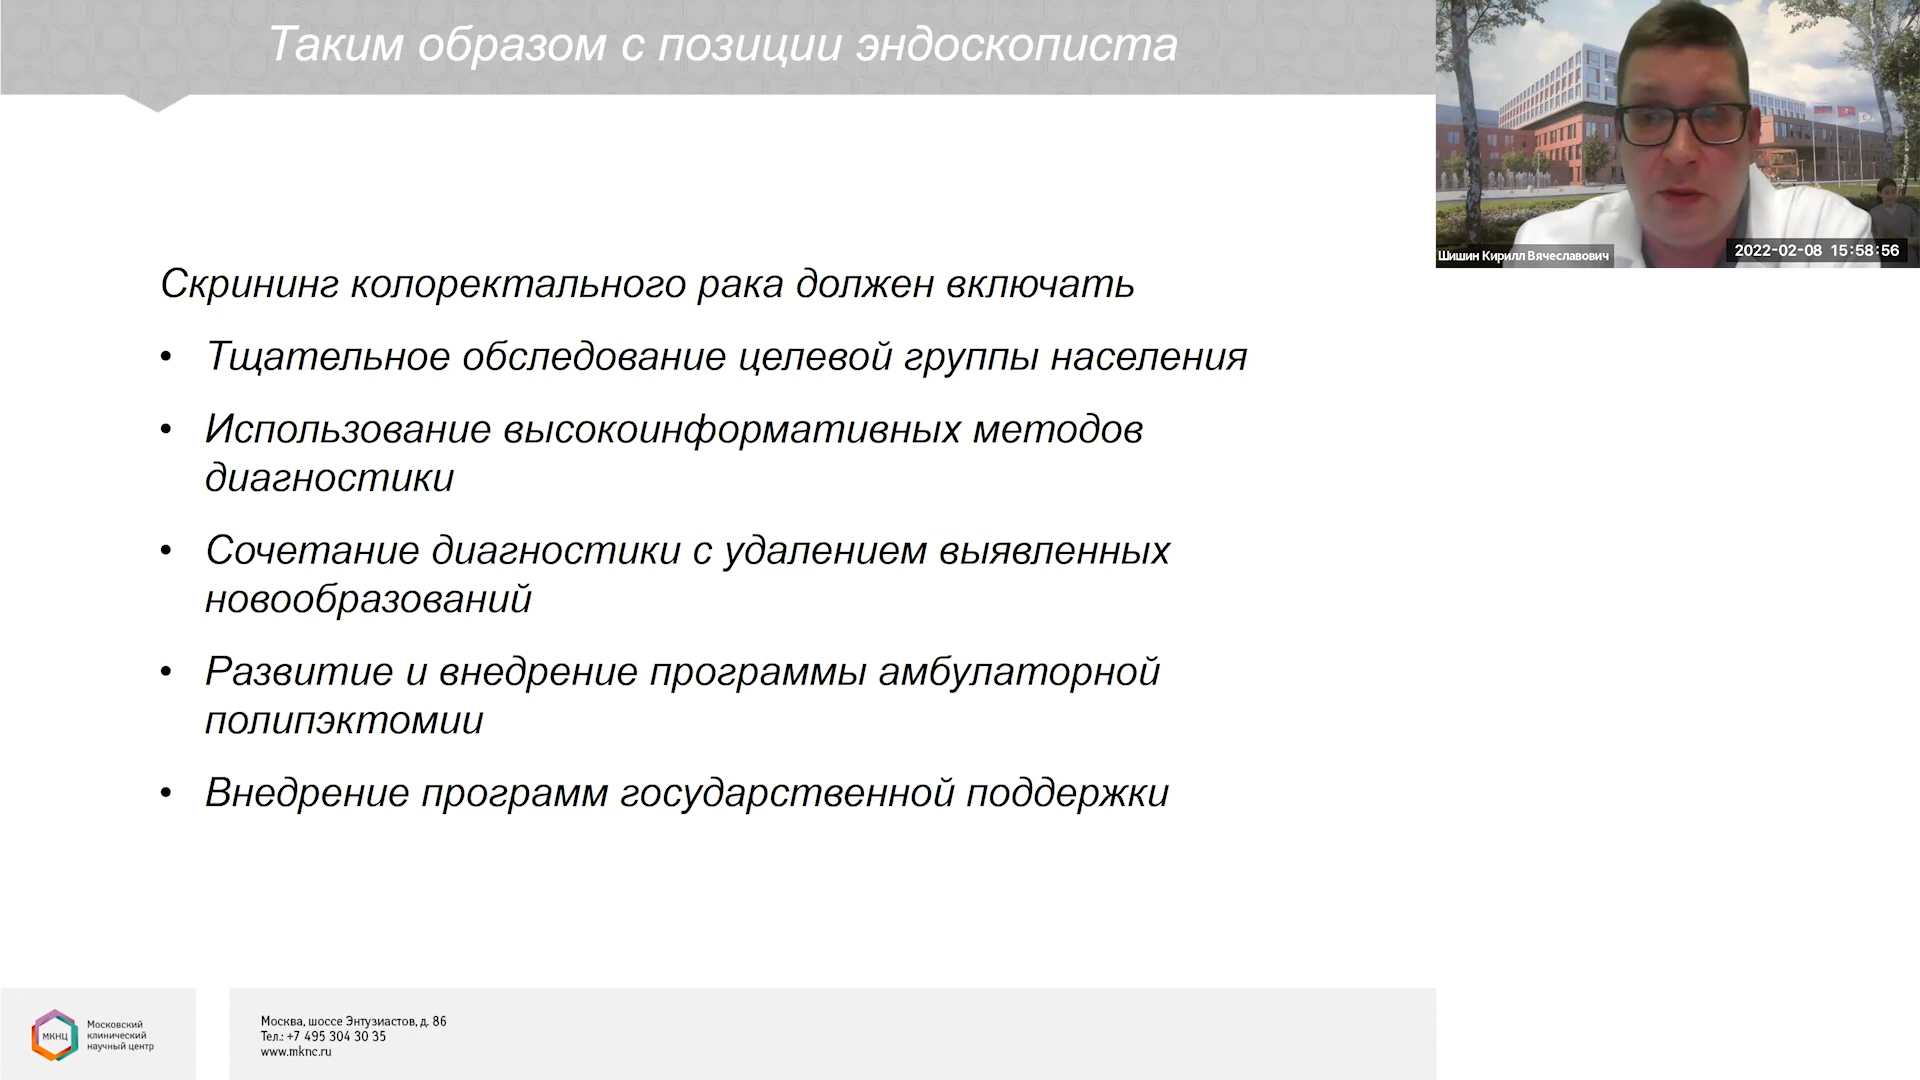 Таким образом с позиции эндоскописта
Шишин Кирилл Вячеславович
2022-02-08 15:58:56
Скрининг колоректального рака должен включать
• Тщательное обследование целевой группы населения
• Использование высокоинформативных методов
диагностики
• Сочетание диагностики с удалением выявленных
новообразований
• Развитие и внедрение программы амбулаторной
полипэктомии
• Внедрение программ государственной поддержки
МКНЦ
Московский
клинический
научный центр
Москва, шоссе Энтузиастов, д. 86
Тел.: +7 495 304 30 35
www.mknc.ru